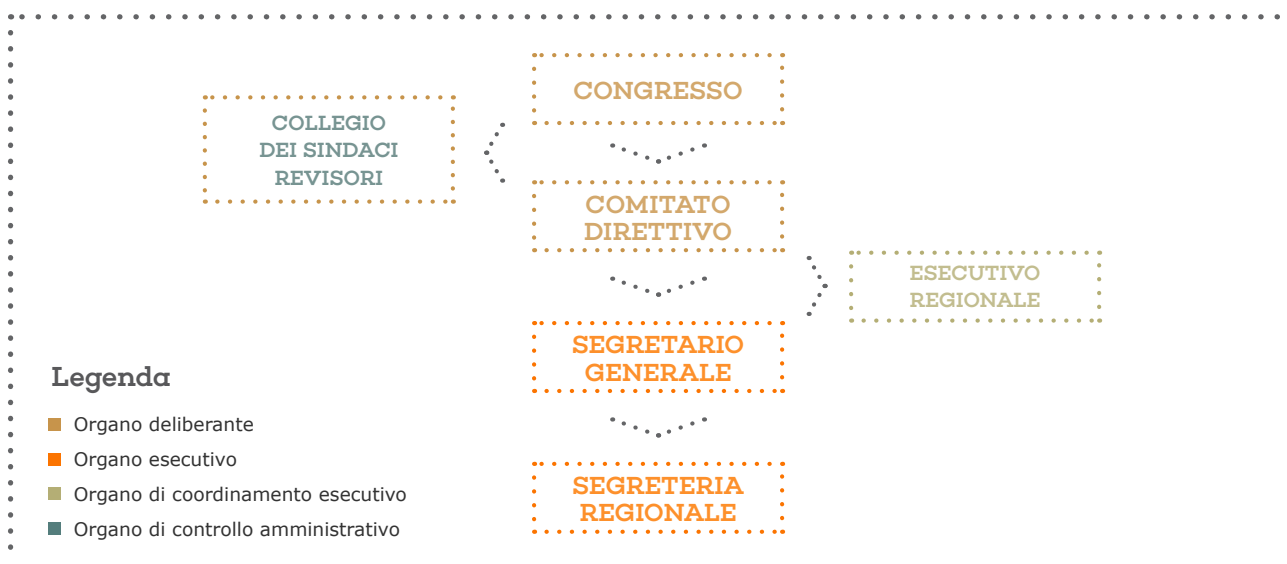 CONGRESSO
COLLEGIO
DEI SINDACI
REVISORI
COMITATO
DIRETTIVO
ESECUTIVO
REGIONALE
SEGRETARIO
GENERALE
SEGRETERIA
REGIONALE
Legenda
Organo deliberante
Organo esecutivo
Organo di coordinamento esecutivo
Organo di controllo amministrativo